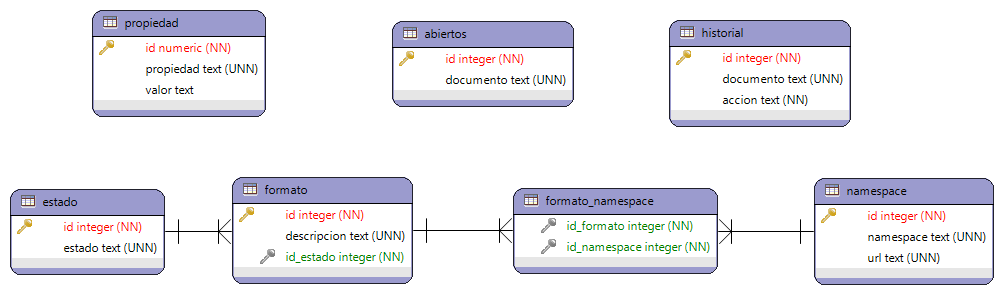 propiedad
id numeric (NN)
propiedad text (UNN)
valor text
abiertos
id integer (NN)
documento text (UNN)
historial
id integer (NN)
documento text (UNN)
accion text (NN)
estado
id integer (NN)
estado text (UNN)
formato
id integer (NN)
descripcion text (UNN)
id_estado integer (NN)
formato_namespace
id_formato integer (NN)
id_namespace integer (NN)
namespace
id integer (NN)
namespace text (UNN)
url text (UNN)